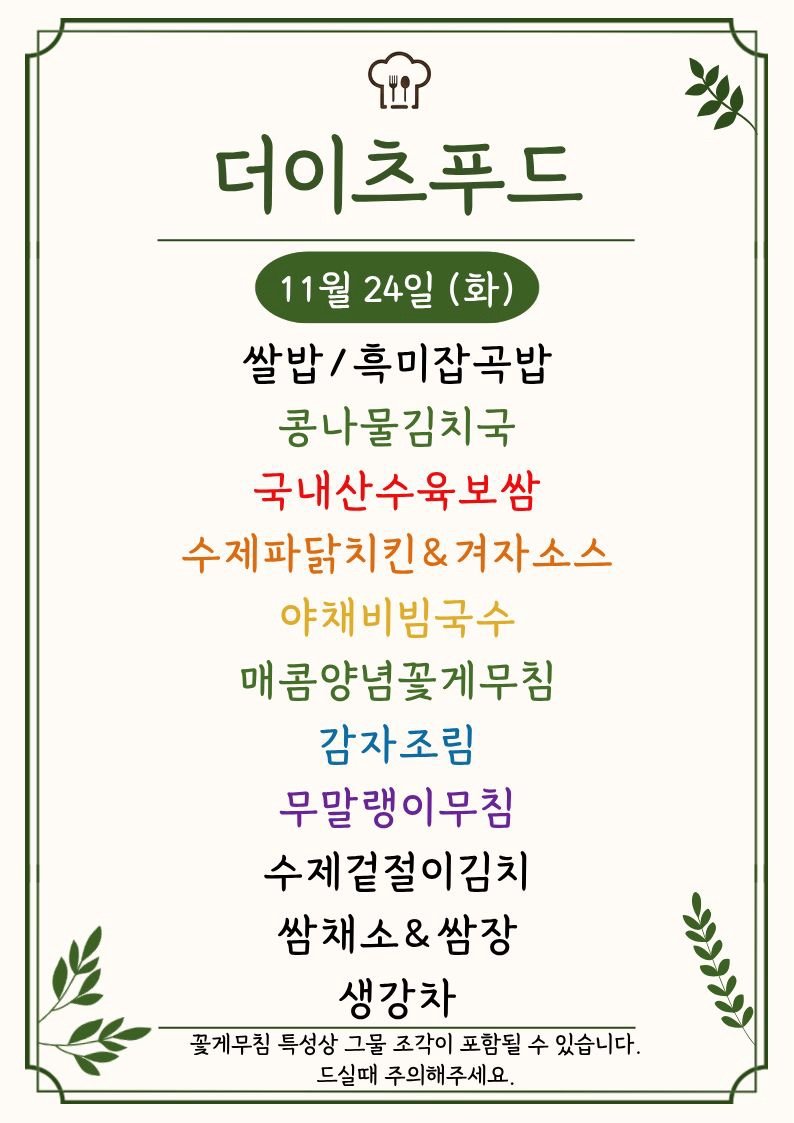 더이츠푸드
11월 24일 (화)
쌀밥 / 흑미잡곡밥
콩나물김치국
국내산수육보쌈
수제파닭치킨&겨자소스
야채비빔국수
매콤양념꽃게무침
감자조림
무말랭이무침
수제겉절이김치
쌈채소&쌈장
생강차
꽃게무침 특성상 그물 조각이 포함될 수 있습니다.
드실때 주의해주세요.